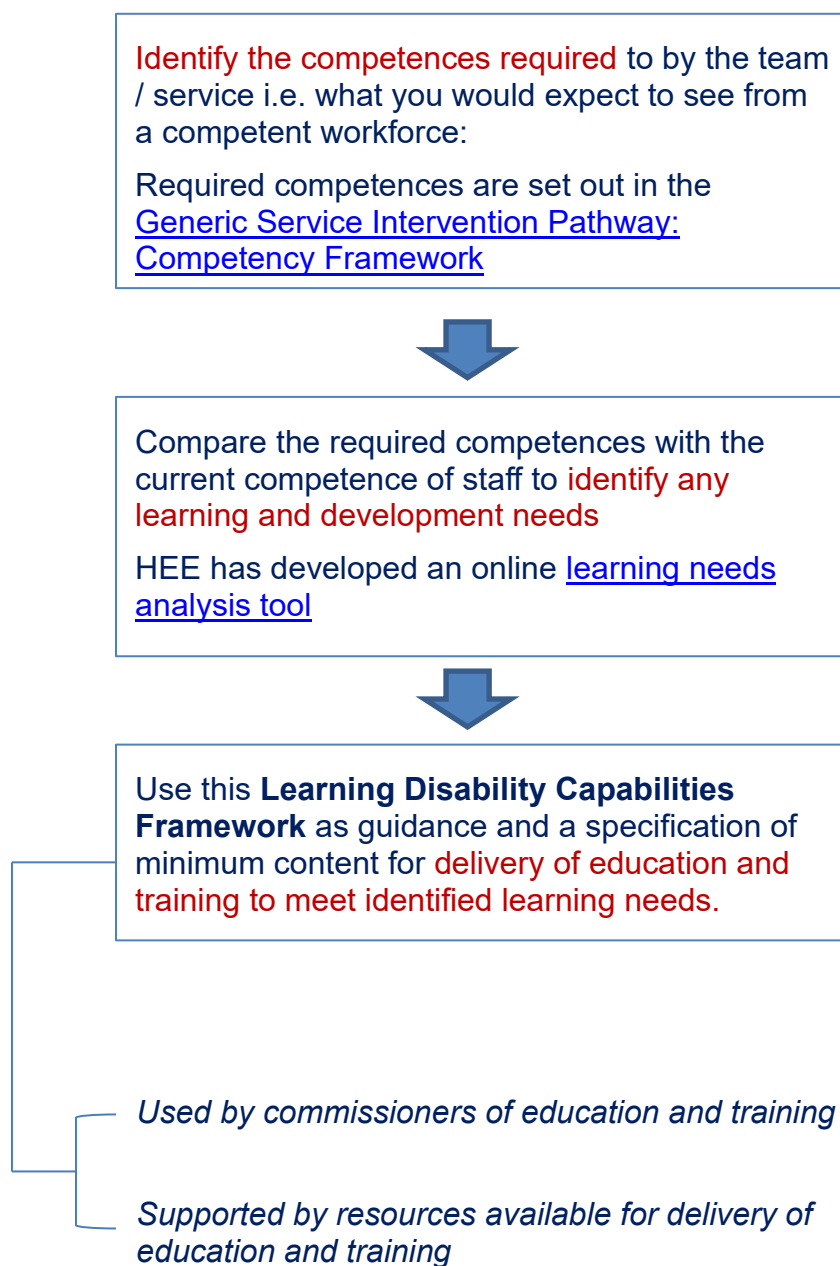 Identify the competences required to by the team
/ service i.e. what you would expect to see from
a competent workforce:
Required competences are set out in the
Generic Service Intervention Pathway:
Competency Framework
Compare the required competences with the
current competence of staff to identify any
learning and development needs
HEE has developed an online learning needs
analysis tool
Use this Learning Disability Capabilities
Framework as guidance and a specification of
minimum content for delivery of education and
training to meet identified learning needs.
Used by commissioners of education and training
Supported by resources available for delivery of
education and training